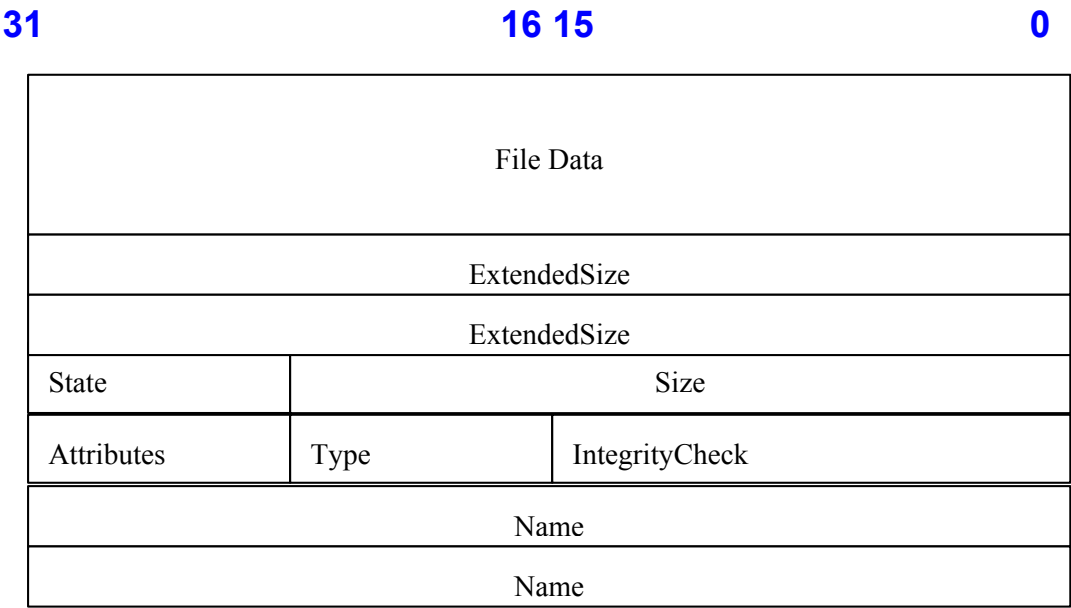 31 16 15 0
File Data
ExtendedSize
ExtendedSize
State Size
Attributes Type IntegrityCheck
Name
Name